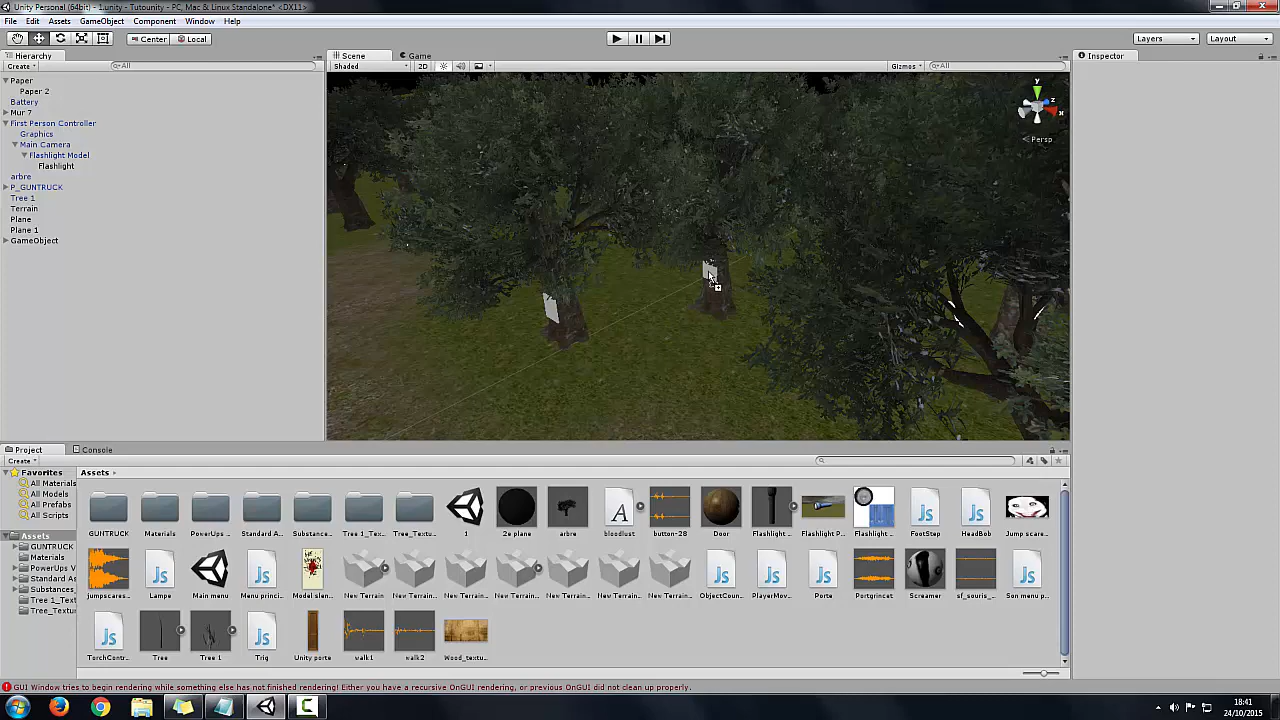 Unity Personal (64bit) - 1.unity - Tutounity - PC, Mac & Linux Standalone* <DX11>
File Edit Assets GameObject Component Window Help
Center Local Layers Layout
Hierarchy Scene Game Inspector
Create All Shaded 2D Gizmos All
Paper
Paper 2
Battery
Mur 7
First Person Controller
Graphics
Main Camera
Flashlight Model
Flashlight
arbre
P_GUNTRUCK
Tree 1
Terrain
Plane
Plane 1
GameObject
y
z
x
Persp
Project Console
Create
Favorites
All Materials
All Models
All Prefabs
All Scripts
Assets
GUNTRUCK
Materials
PowerUps V
Standard As
Substances_
Tree 1_Text
Tree_Textu
Assets
GUNTRUCK Materials PowerUps V... Standard A... Substance... Tree 1_Text... Tree_Textu... 1 2e plane arbre bloodlust button-28 Door Flashlight ... Flashlight P... Flashlight ... FootStep HeadBob Jump scare...
jumpscares... Lampe Main menu Menu princi... Model slen... New Terrain New Terrain... New Terrain... New Terrain... New Terrain... New Terrain... New Terrain... ObjectCoun... PlayerMov... Porte Portgrincet Screamer sf_souris_... Son menu p...
TorchContr... Tree Tree 1 Trig Unity porte walk1 walk2 Wood_textu...
GUI Window tries to begin rendering while something else has not finished rendering! Either you have a recursive OnGUI rendering, or previous OnGUI did not clean up properly.
18:41
24/10/2015